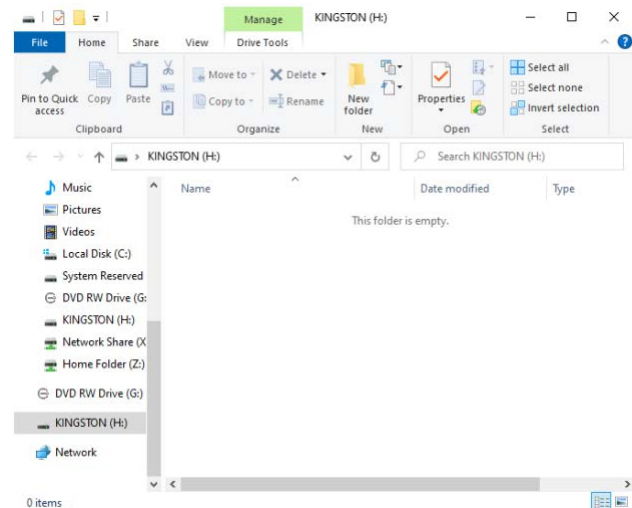 Manage
KINGSTON (H:)
File
Home
Share
View
Drive Tools
Pin to Quick access
Copy
Paste
Clipboard
Move to
Copy to
Delete
Rename
Organize
New folder
New
Properties
Open
Select all
Select none
Invert selection
Select
KINGSTON (H:)
Search KINGSTON (H:)
Music
Pictures
Videos
Local Disk (C:)
System Reserved
DVD RW Drive (G:
KINGSTON (H:)
Network Share (X
Home Folder (Z:)
DVD RW Drive (G:)
KINGSTON (H:)
Network
Name
Date modified
Type
This folder is empty.
0 items